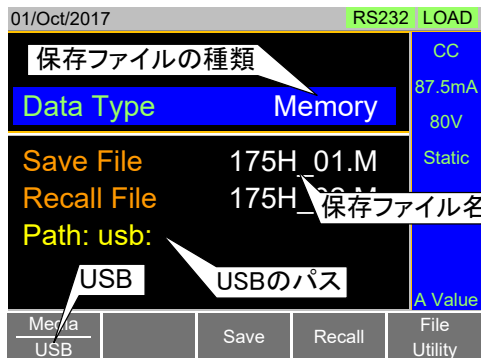 01/Oct/2017 RS232 LOAD
保存ファイルの種類
CC
87.5mA
Data Type Memory
80V
Save File 175H_01.M
Static
Recall File 175H_
保存ファイル名
Path: usb:
USB
USBのパス
A Value
Media
USB
Save
Recall
File
Utility